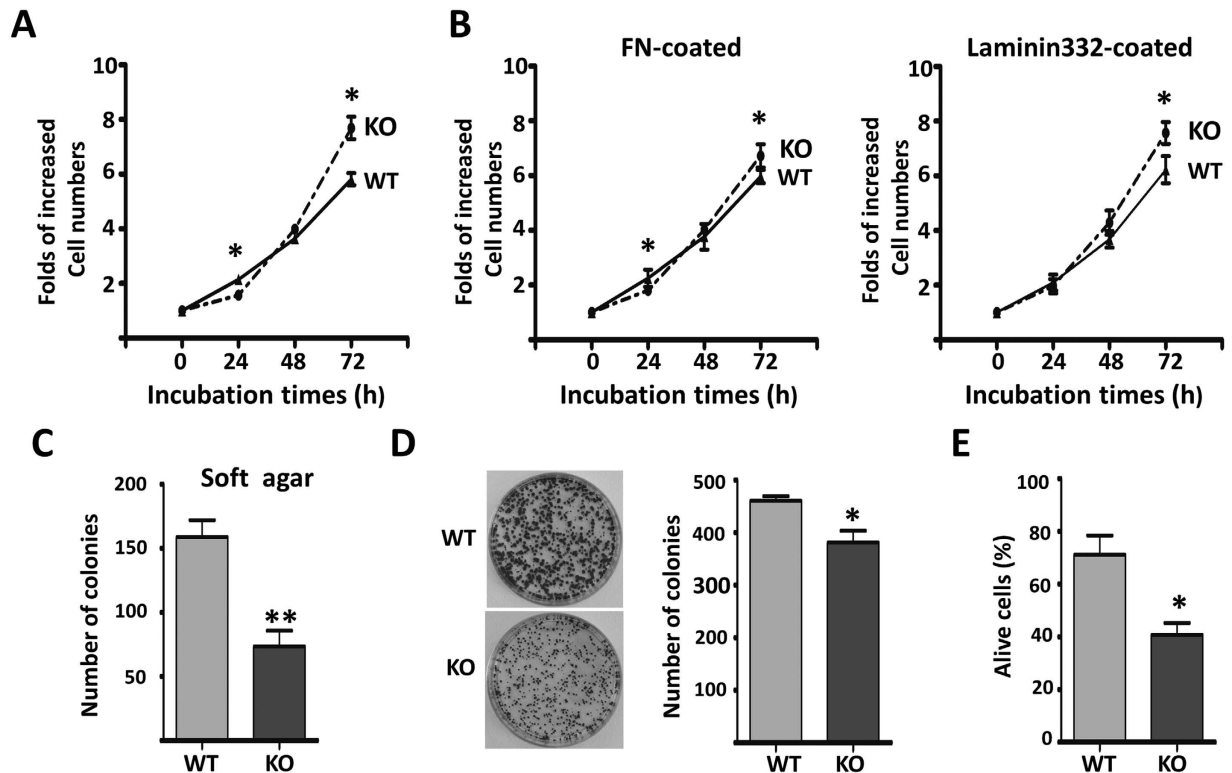 A
Folds of increased
Cell numbers
10
8
6
4
2
*
*
KO
WT
0 24 48 72
Incubation times (h)
B
FN-coated
Folds of increased
Cell numbers
10
8
6
4
2
*
*
KO
WT
0 24 48 72
Incubation times (h)
Laminin332-coated
Folds of increased
Cell numbers
10
8
6
4
2
*
KO
WT
0 24 48 72
Incubation times (h)
C
Soft agar
Number of colonies
200
150
100
50
**
WT KO
D
WT
KO
Number of colonies
500
400
300
200
100
*
WT KO
E
Alive cells (%)
100
80
60
40
20
0
*
WT KO